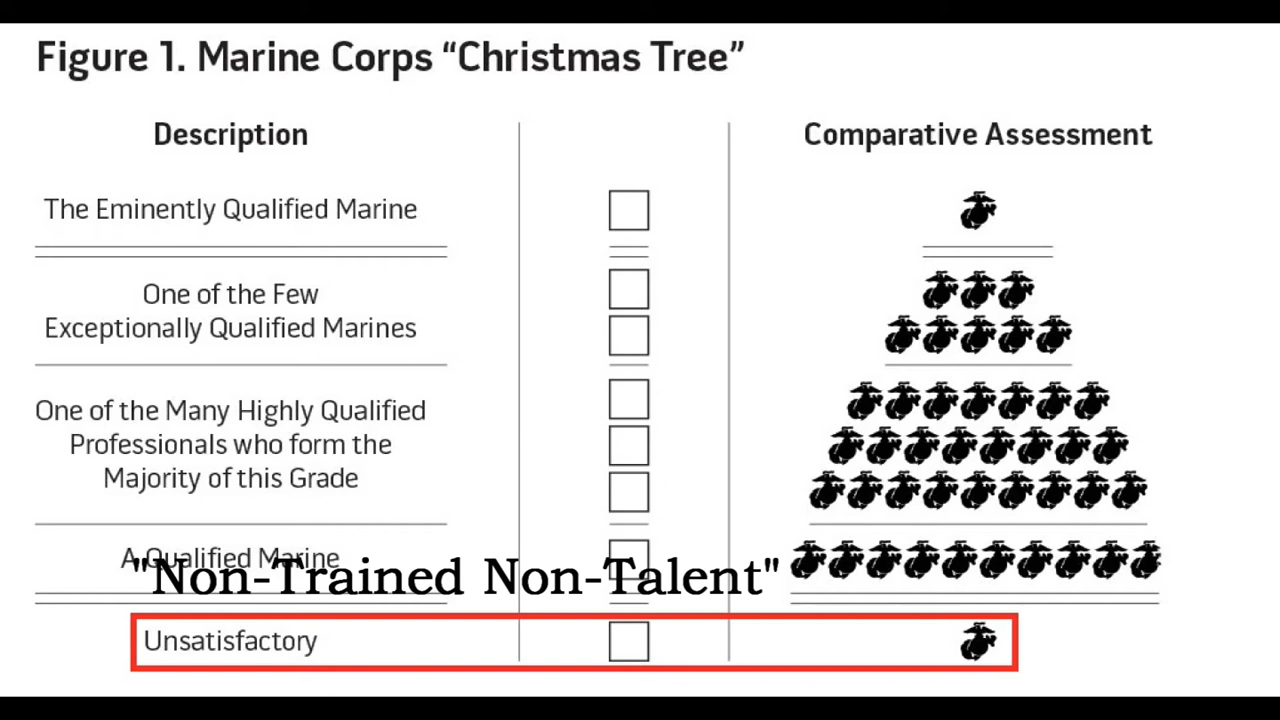 Figure 1. Marine Corps “Christmas Tree”
Description
Comparative Assessment
The Eminently Qualified Marine
One of the Few
Exceptionally Qualified Marines
One of the Many Highly Qualified
Professionals who form the
Majority of this Grade
A Qualified Marine
"Non-Trained Non-Talent"
Unsatisfactory